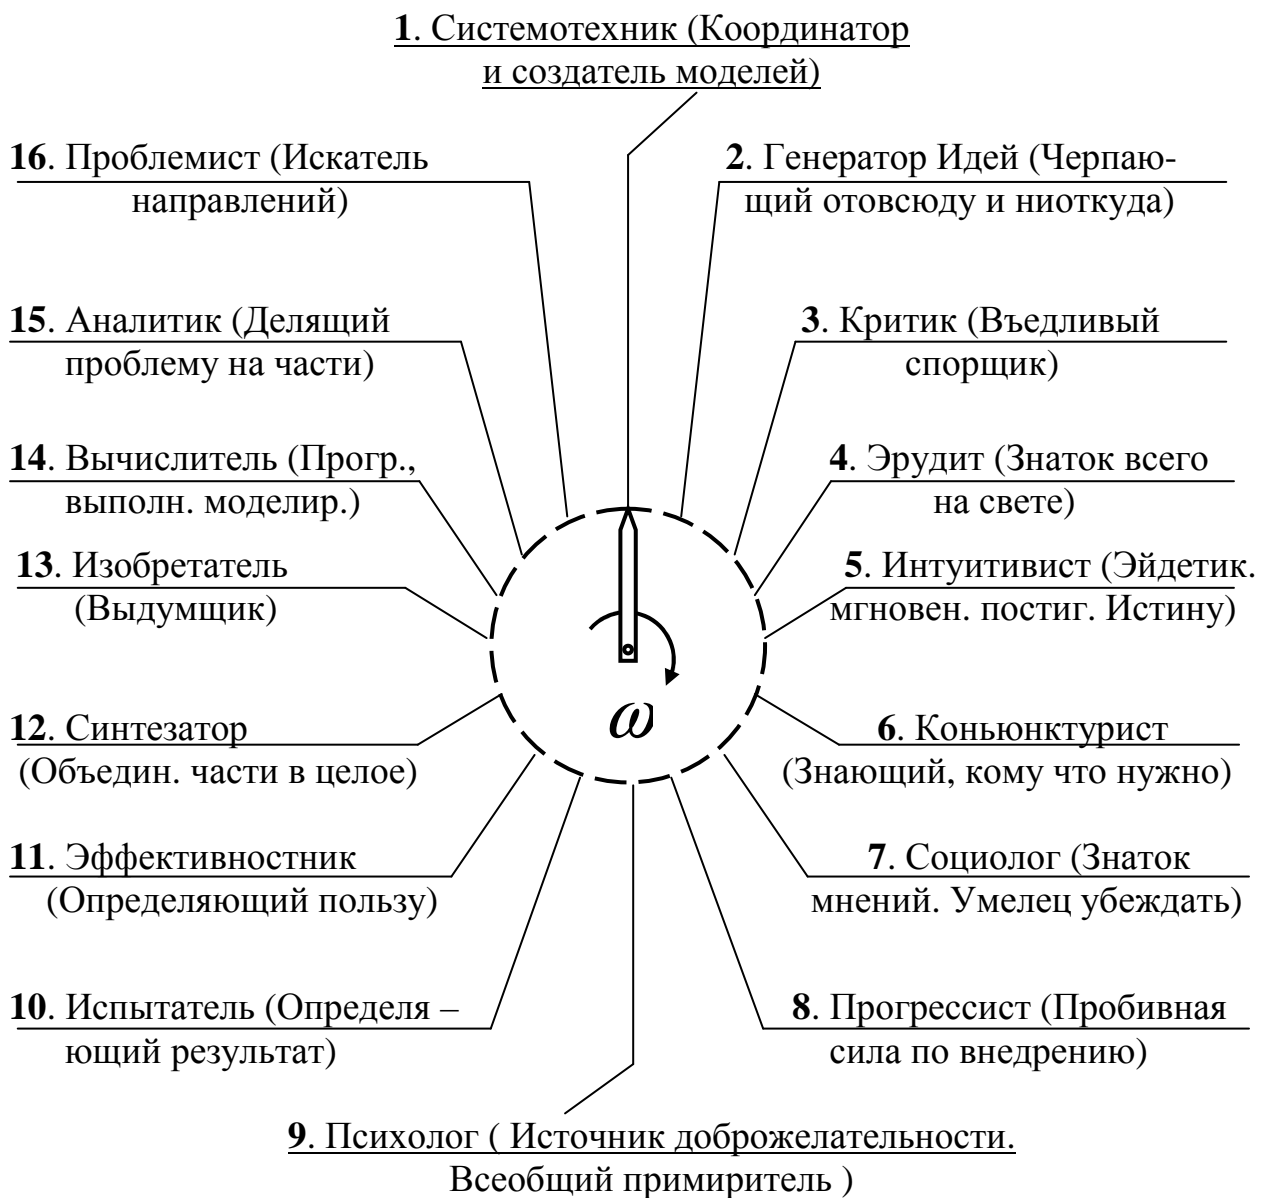 1. Системотехник (Координатор
и создатель моделей)
16. Проблемист (Искатель
направлений)
2. Генератор Идей (Черпаю-
щий отовсюду и ниоткуда)
15. Аналитик (Делящий
проблему на части)
3. Критик (Въедливый
спорщик)
14. Вычислитель (Прогр.,
выполн. моделир.)
4. Эрудит (Знаток всего
на свете)
13. Изобретатель
(Выдумщик)
5. Интуитивист (Эйдетик.
мгновен. постиг. Истину)
ω
12. Синтезатор
(Объедин. части в целое)
6. Коньюнктурист
(Знающий, кому что нужно)
11. Эффективностник
(Определяющий пользу)
7. Социолог (Знаток
мнений. Умелец убеждать)
10. Испытатель (Определя –
ющий результат)
8. Прогрессист (Пробивная
сила по внедрению)
9. Психолог ( Источник доброжелательности.
Всеобщий примиритель )